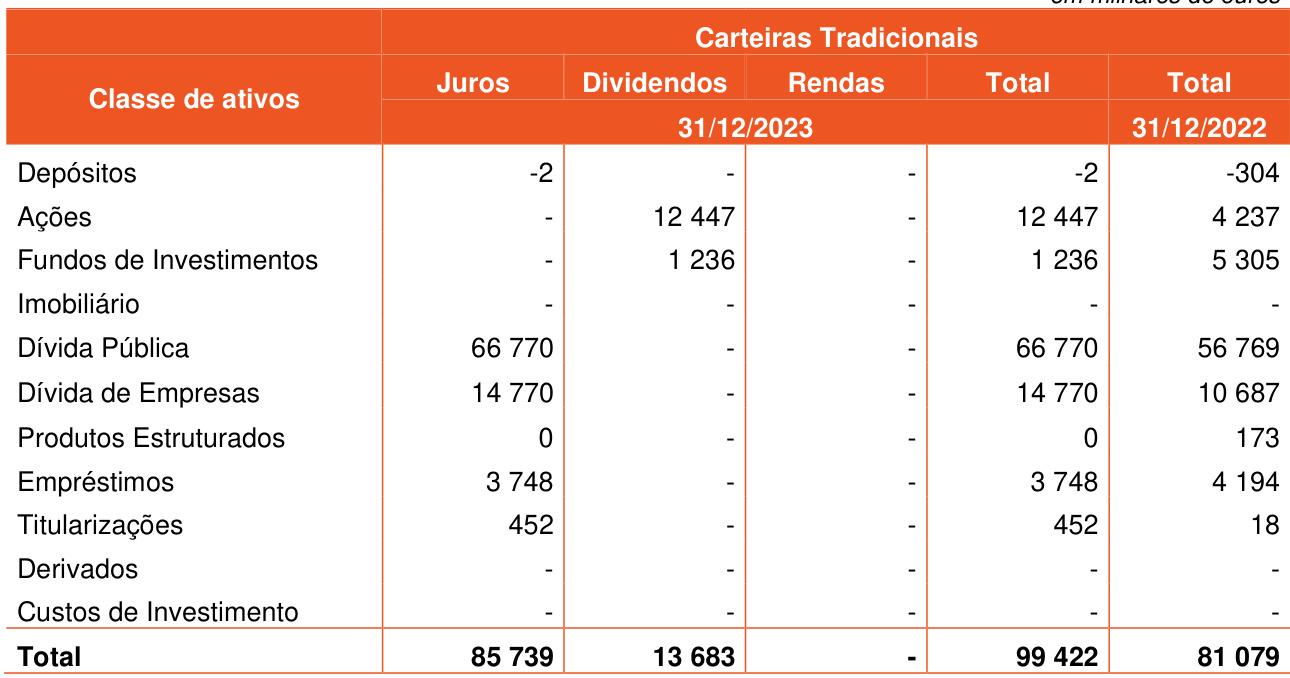 em milhares de euros
Carteiras Tradicionais
Classe de ativos Juros Dividendos Rendas Total Total
31/12/2023 31/12/2022
Depósitos -2 - - -2 -304
Ações - 12 447 - 12 447 4 237
Fundos de Investimentos - 1 236 - 1 236 5 305
Imobiliário - - - - -
Dívida Pública 66 770 - - 66 770 56 769
Dívida de Empresas 14 770 - - 14 770 10 687
Produtos Estruturados 0 - - 0 173
Empréstimos 3 748 - - 3 748 4 194
Titularizações 452 - - 452 18
Derivados - - - - -
Custos de Investimento - - - - -
Total 85 739 13 683 - 99 422 81 079